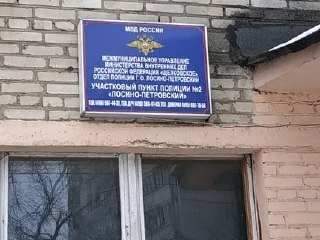 МВД РОССИИ
МЕЖМУНИЦИПАЛЬНОЕ УПРАВЛЕНИЕ
МИНИСТЕРСТВА ВНУТРЕННИХ ДЕЛ
РОССИЙСКОЙ ФЕДЕРАЦИИ «ЩЕЛКОВСКОЕ»
ОТДЕЛ ПОЛИЦИИ Г.О. ЛОСИНО-ПЕТРОВСКИЙ
УЧАСТКОВЫЙ ПУНКТ ПОЛИЦИИ №2
«ЛОСИНО-ПЕТРОВСКИЙ»